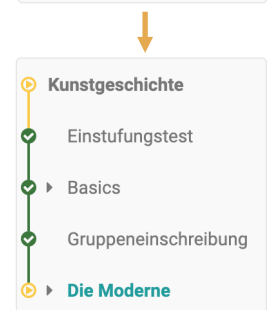 Kunstgeschichte
Einstufungstest
Basics
Gruppeneinschreibung
Die Moderne